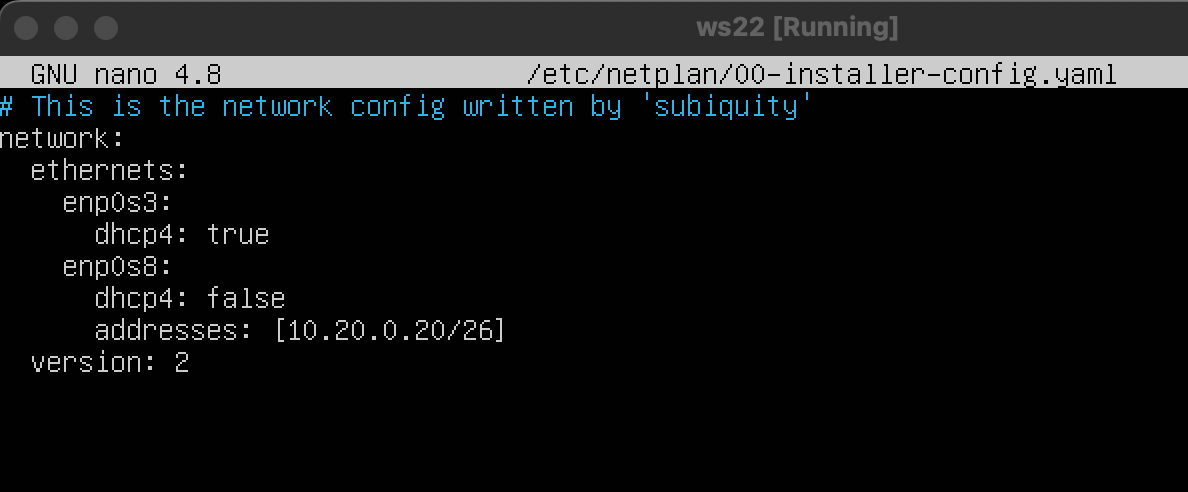 ws22 [Running]
GNU nano 4.8 /etc/netplan/00-installer-config.yaml
# This is the network config written by 'subiquity'
network:
  ethernets:
    enp0s3:
      dhcp4: true
    enp0s8:
      dhcp4: false
      addresses: [10.20.0.20/26]
  version: 2